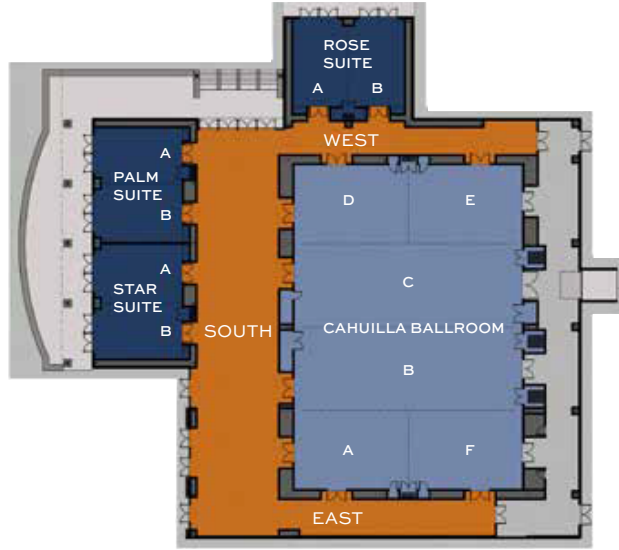 ROSE
SUITE
A B
WEST
A
PALM
SUITE
B
D E
A
STAR
SUITE
B
C
SOUTH
CAHUILLA BALLROOM
B
A F
EAST